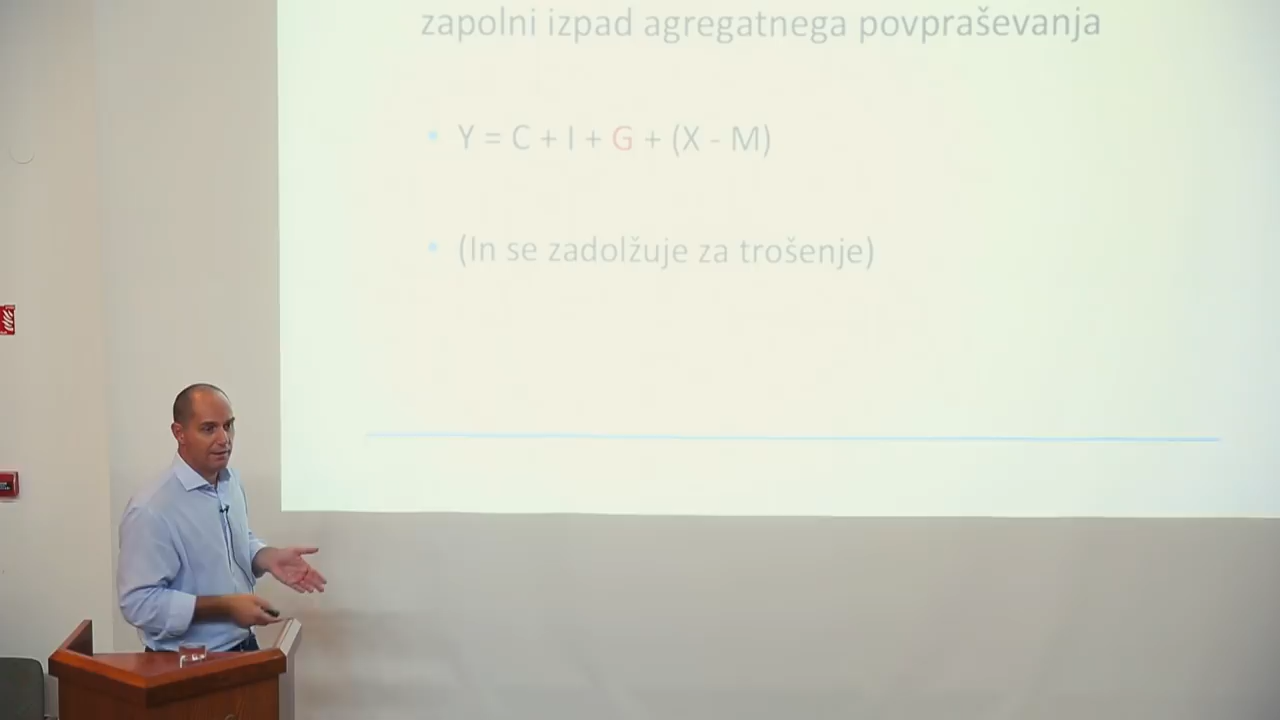 zapolni izpad agregatnega povpraševanja
Y = C + I + G + (X - M)
(In se zadolžuje za trošenje)